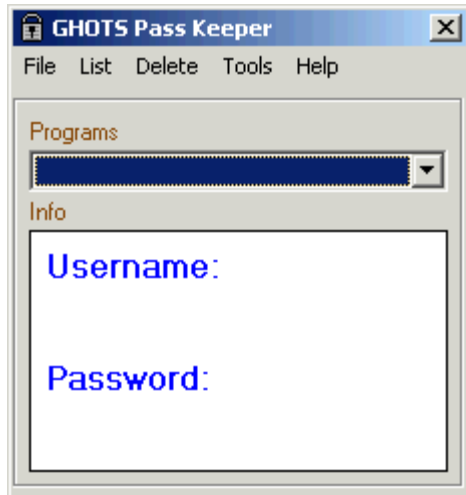 GHOTS Pass Keeper
File List Delete Tools Help
Programs
Info
Username:
Password: